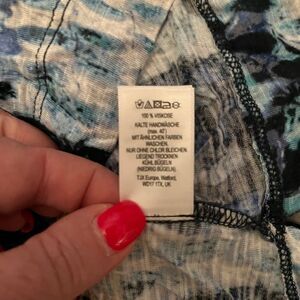 100 % VISKOSE
KALTE HANDWÄSCHE
(max. 40˚)
MIT ÄHNLICHEN FARBEN
WASCHEN.
NUR OHNE CHLOR BLEICHEN
LIEGEND TROCKNEN
KÜHL BÜGELN
(NIEDRIG BÜGELN)
TJX Europe, Watford,
WD17 1TX, UK